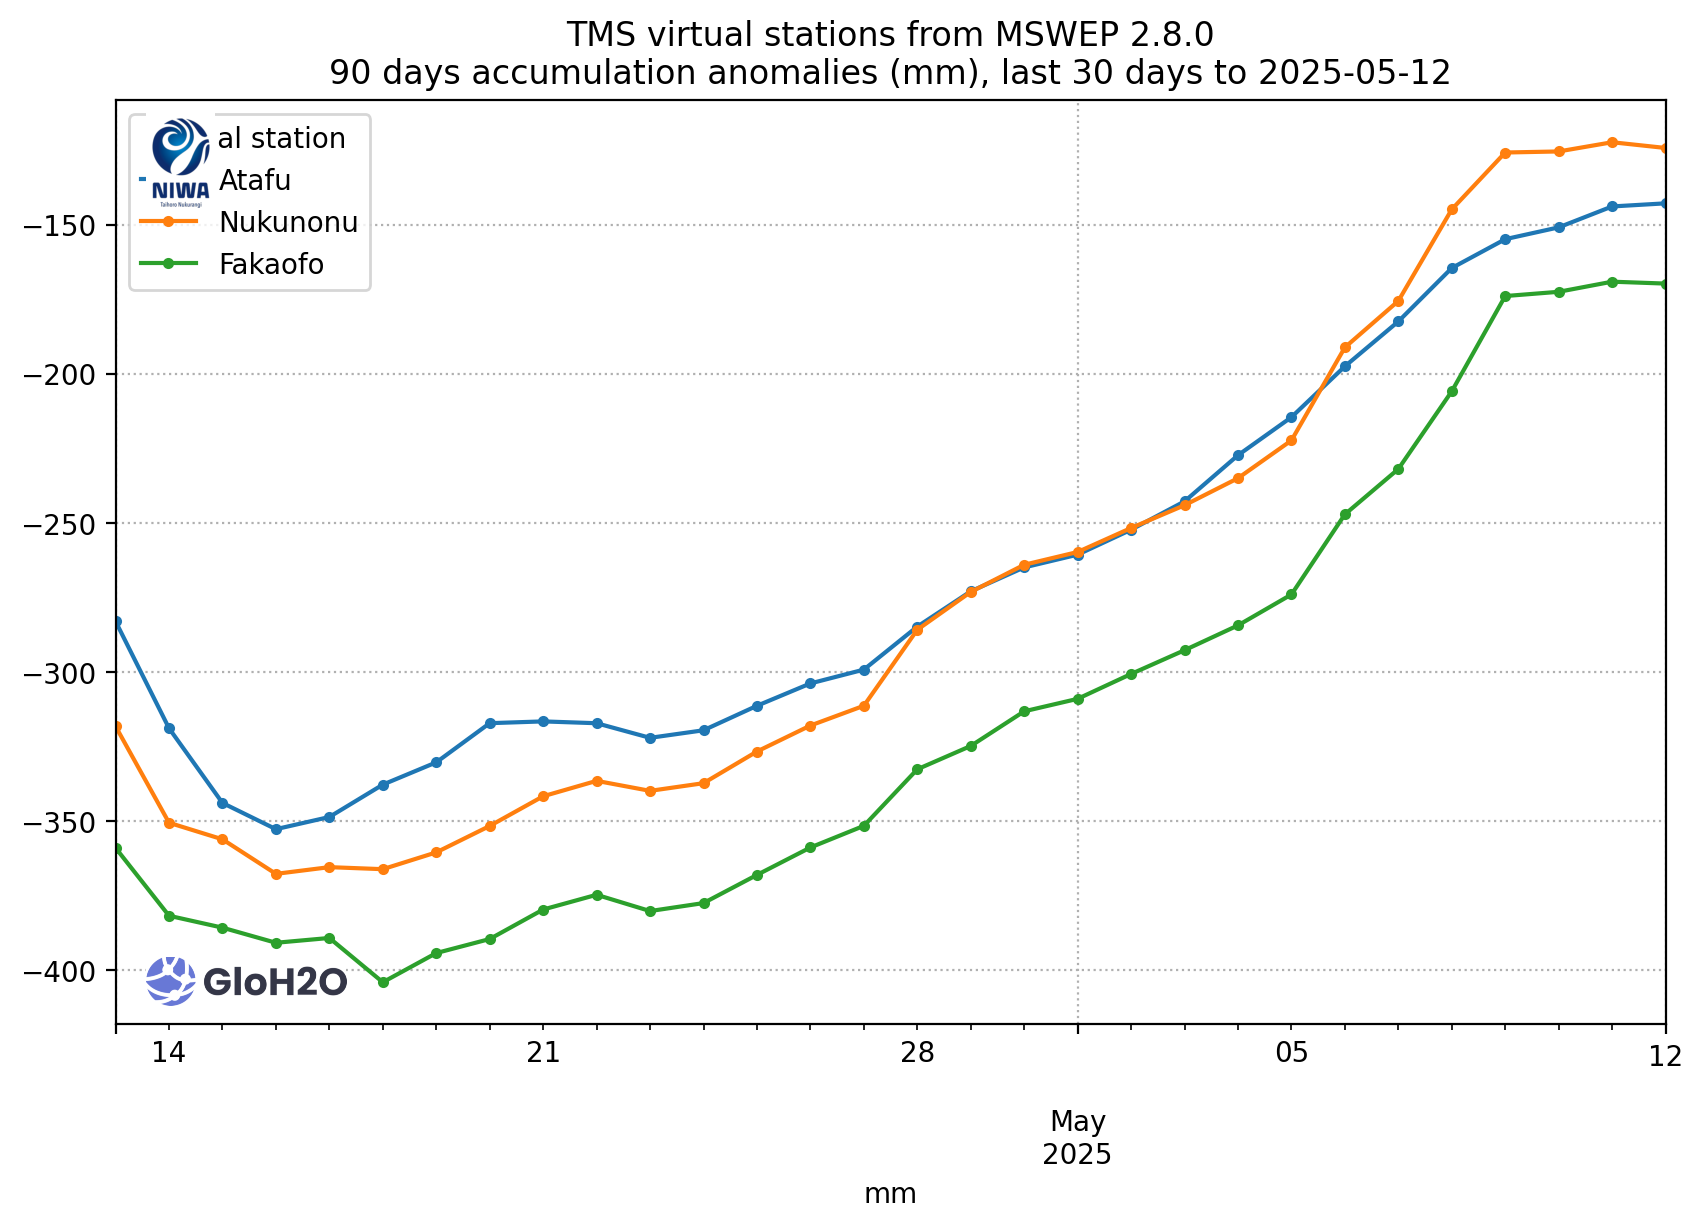 TMS virtual stations from MSWEP 2.8.0
90 days accumulation anomalies (mm), last 30 days to 2025-05-12
al station
Atafu
NIWA
Taihoro Nukurangi
Nukunonu
Fakaofo
−150
−200
−250
−300
−350
−400
GloH2O
14
21
28
05
12
May
2025
mm